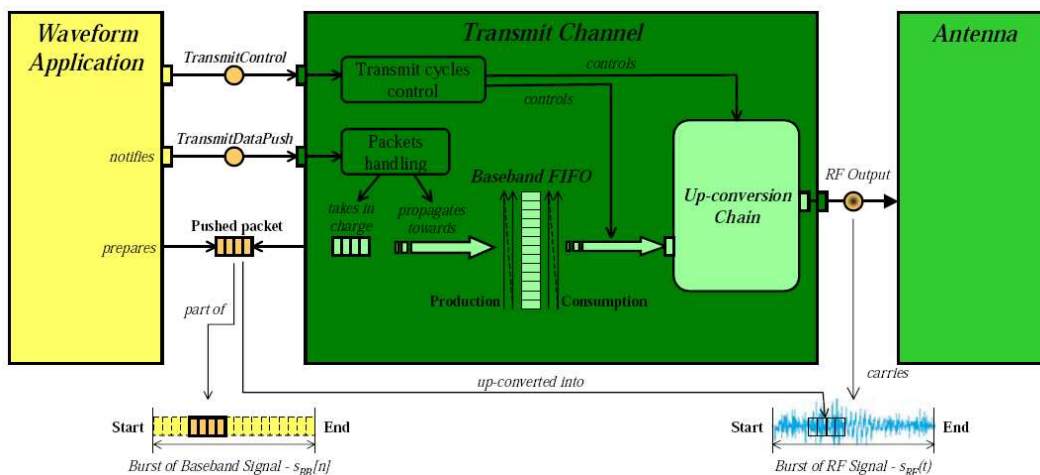 Waveform
Application
Transmit Channel
Antenna
TransmitControl
Transmit cycles
control
controls
controls
notifies
TransmitDataPush
Packets
handling
Baseband FIFO
Up-conversion
Chain
RF Output
takes in
charge
propagates
towards
Pushed packet
prepares
Production
Consumption
part of
up-converted into
carries
Start
End
Start
End
Burst of Baseband Signal - sBB[n]
Burst of RF Signal - sRF(t)